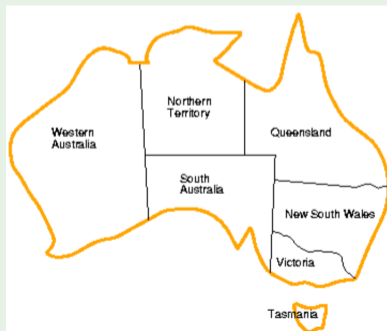 Northern
Territory
Western
Australia
Queensland
South
Australia
New South Wales
Victoria
Tasmania